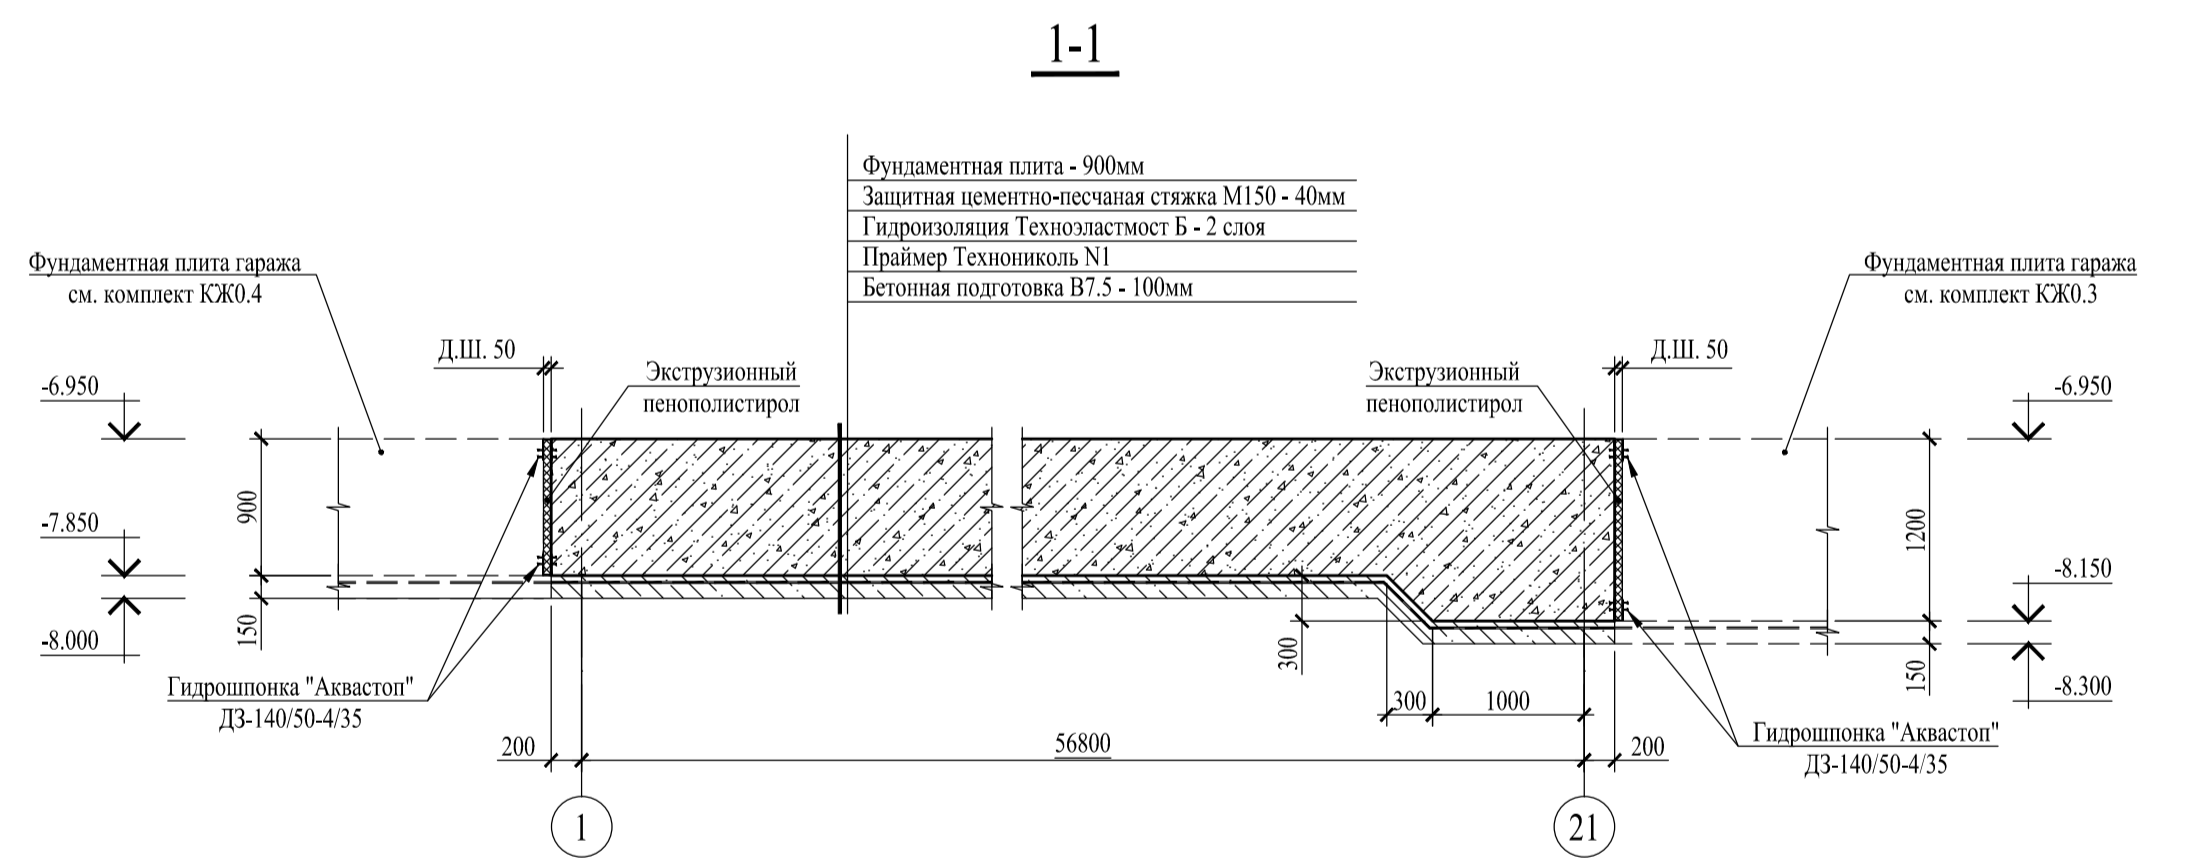 1-1
Фундаментная плита - 900мм
Защитная цементно-песчаная стяжка М150 - 40мм
Гидроизоляция Техноэластмост Б - 2 слоя
Праймер Технониколь N1
Бетонная подготовка В7.5 - 100мм
Фундаментная плита гаража
см. комплект КЖ0.4
Фундаментная плита гаража
см. комплект КЖ0.3
Д.Ш. 50
Д.Ш. 50
Экструзионный
пенополистирол
Экструзионный
пенополистирол
-6.950
-6.950
900
-7.850
1200
-8.150
150
-8.000
300
150
-8.300
Гидрошпонка "Аквастоп"
ДЗ-140/50-4/35
300
1000
Гидрошпонка "Аквастоп"
ДЗ-140/50-4/35
200
56800
200
1
21